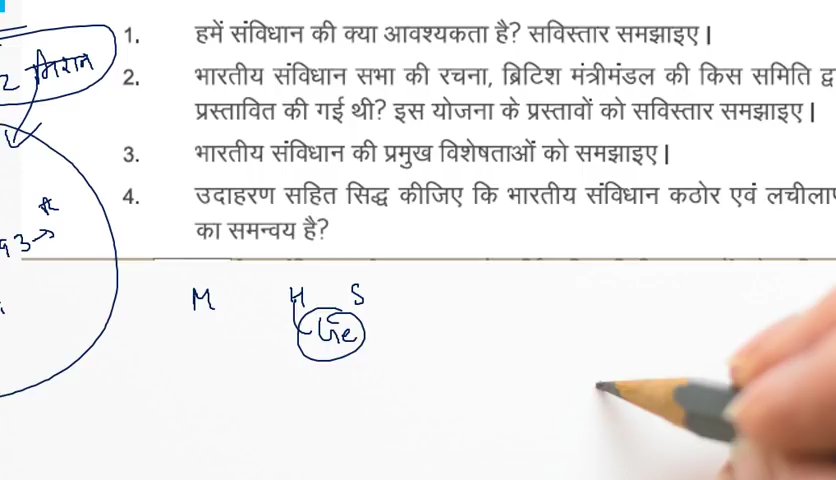 1. हमें संविधान की क्या आवश्यकता है? सविस्तार समझाइए |
2. भारतीय संविधान सभा की रचना, ब्रिटिश मंत्रीमंडल की किस समिति द्व
प्रस्तावित की गई थी? इस योजना के प्रस्तावों को सविस्तार समझाइए |
3. भारतीय संविधान की प्रमुख विशेषताओं को समझाइए |
4. उदाहरण सहित सिद्ध कीजिए कि भारतीय संविधान कठोर एवं लचीलाप
का समन्वय है?
M H S